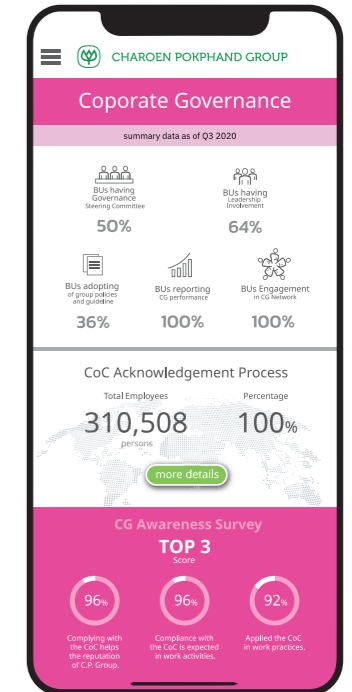 CHAROEN POKPHAND GROUP
Coporate Governance
summary data as of Q3 2020
BUs having
Governance
Steering Committee
50%
BUs having
Leadership
Involvement
64%
BUs adopting
of group policies
and guideline
36%
BUs reporting
CG performance
100%
BUs Engagement
in CG Network
100%
CoC Acknowledgement Process
Total Employees
310,508
persons
Percentage
100%
more details
CG Awareness Survey
TOP 3
Score
96%
Complying with
the CoC helps
the reputation
of C.P. Group.
96%
Compliance with
the CoC is expected
in work activities.
92%
Applied the CoC
in work practices.